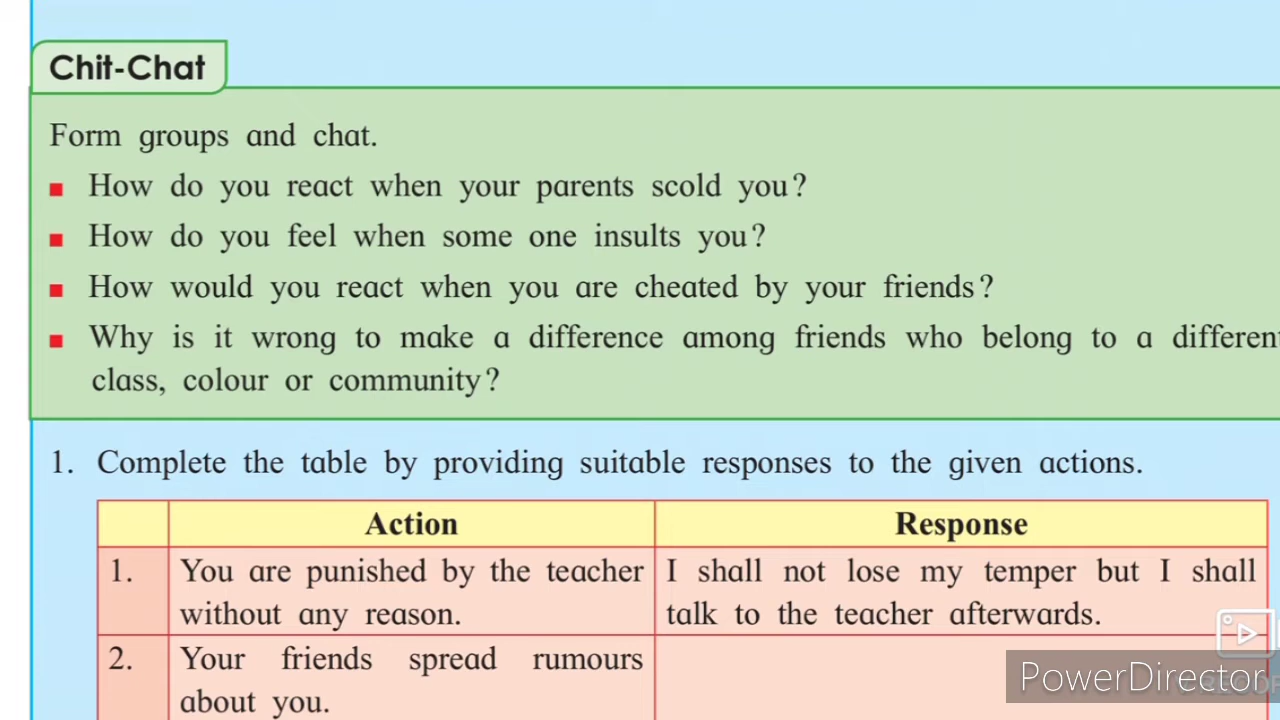 Chit-Chat
Form groups and chat.
How do you react when your parents scold you?
How do you feel when some one insults you?
How would you react when you are cheated by your friends?
Why is it wrong to make a difference among friends who belong to a different
class, colour or community?
1. Complete the table by providing suitable responses to the given actions.
Action Response
1. You are punished by the teacher I shall not lose my temper but I shall
without any reason. talk to the teacher afterwards.
2. Your friends spread rumours
about you.
PowerDirector